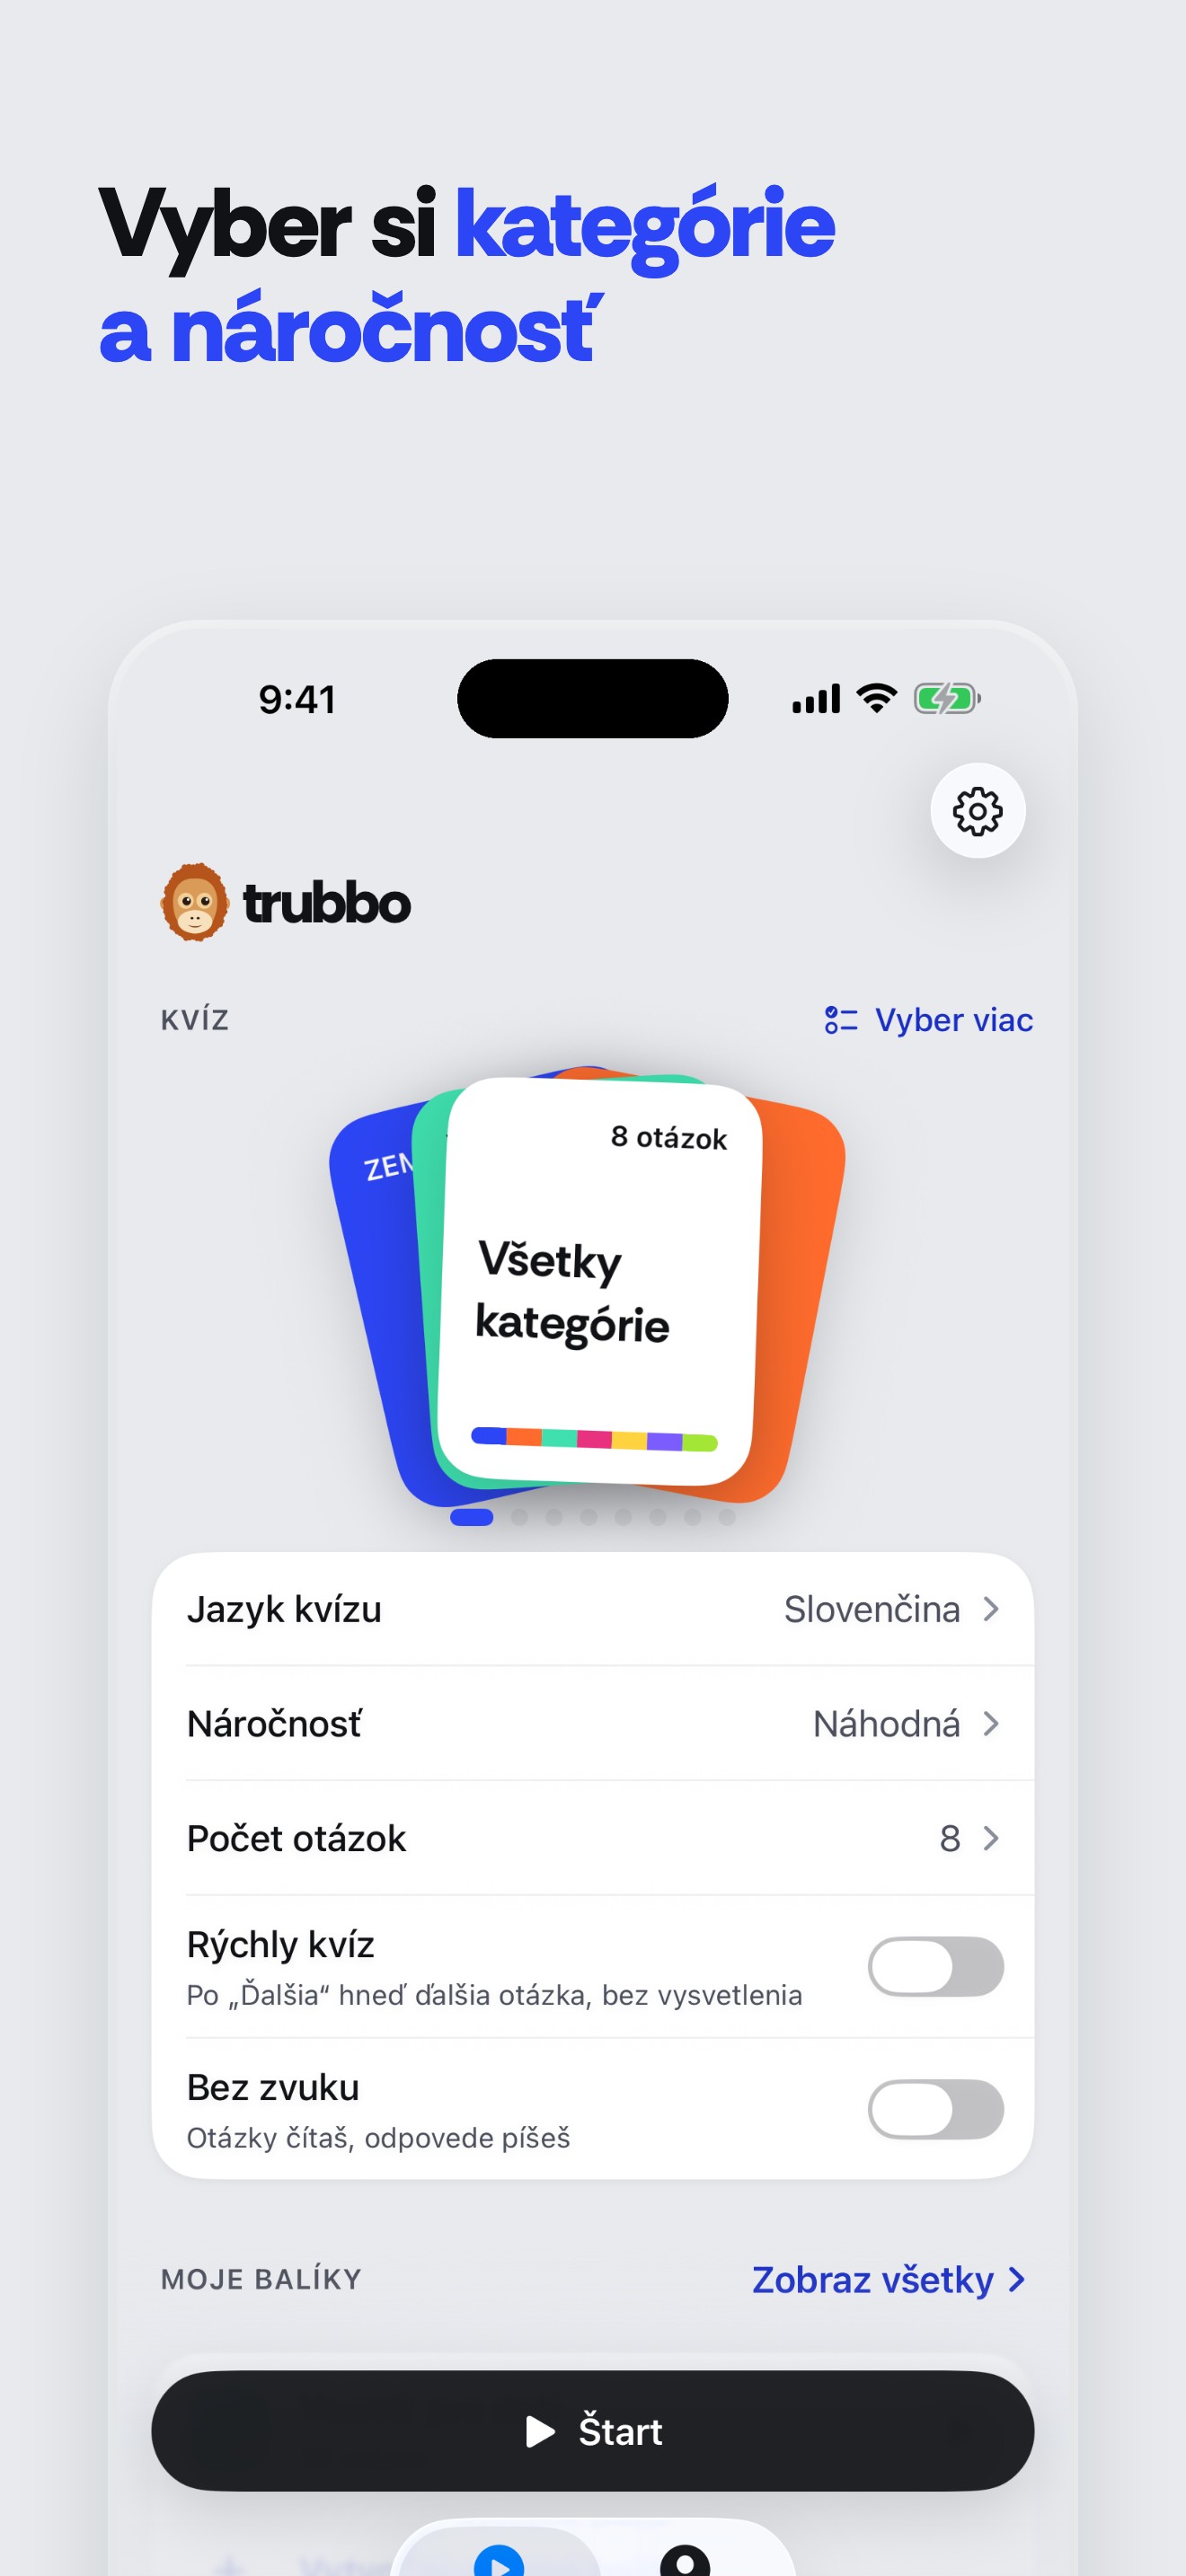 Vyber si kategórie
a náročnosť
9:41
trubbo
KVÍZ
Vyber viac
8 otázok
Všetky
kategórie
Jazyk kvízu
Slovenčina
Náročnosť
Náhodná
Počet otázok
8
Rýchly kvíz
Po „Ďalšia“ hneď ďalšia otázka, bez vysvetlenia
Bez zvuku
Otázky čítaš, odpovede píšeš
MOJE BALÍKY
Zobraz všetky
Štart